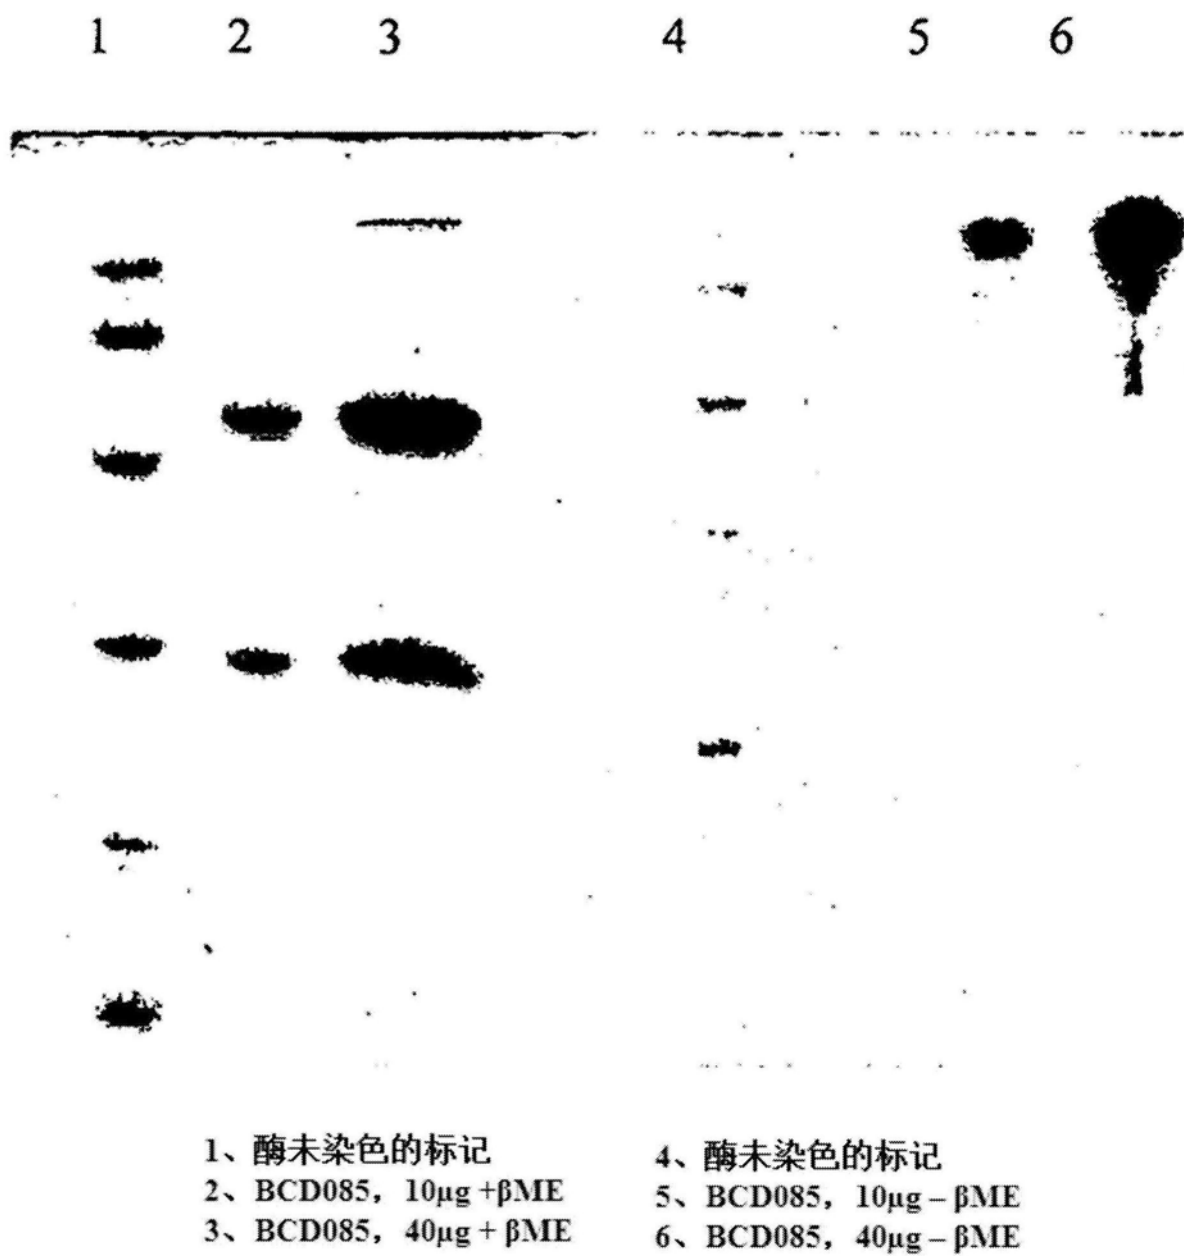 1 2 3 4 5 6
1、酶未染色的标记
2、BCD085，10μg +βME
3、BCD085，40μg + βME
4、酶未染色的标记
5、BCD085，10μg – βME
6、BCD085，40μg – βME